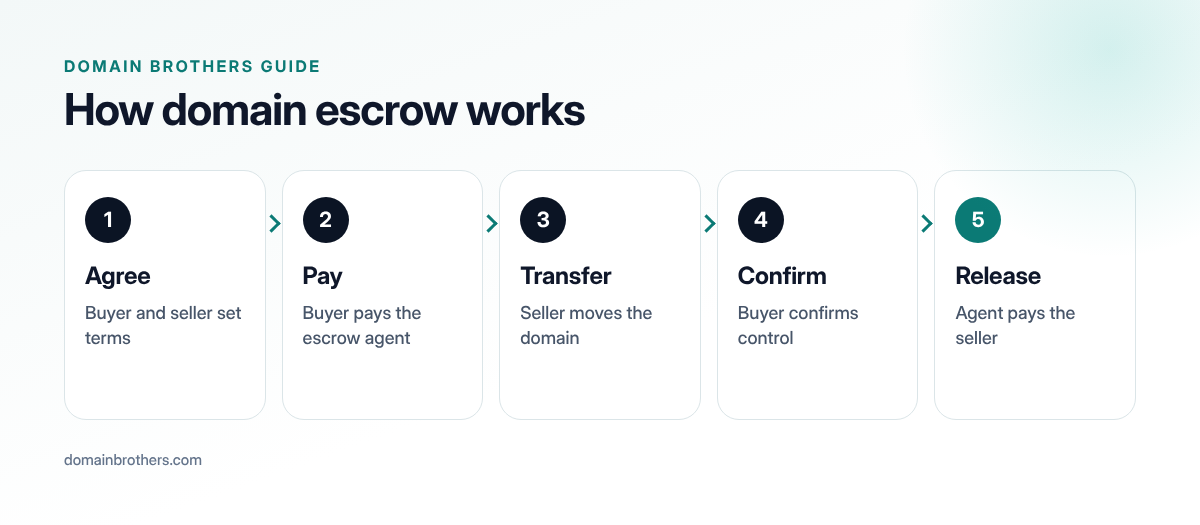 DOMAIN BROTHERS GUIDE
How domain escrow works
1
Agree
Buyer and seller set
terms
2
Pay
Buyer pays the
escrow agent
3
Transfer
Seller moves the
domain
4
Confirm
Buyer confirms
control
5
Release
Agent pays the
seller
domainbrothers.com